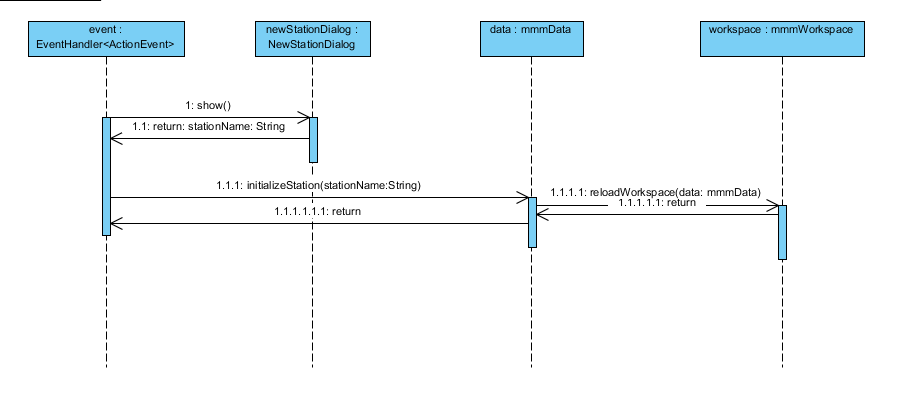 event :
EventHandler<ActionEvent>
newStationDialog :
NewStationDialog
data : mmmData
workspace : mmmWorkspace
1: show()
1.1: return: stationName: String
1.1.1: initializeStation(stationName:String)
1.1.1.1: reloadWorkspace(data: mmmData)
1.1.1.1.1: return
1.1.1.1.1.1: return